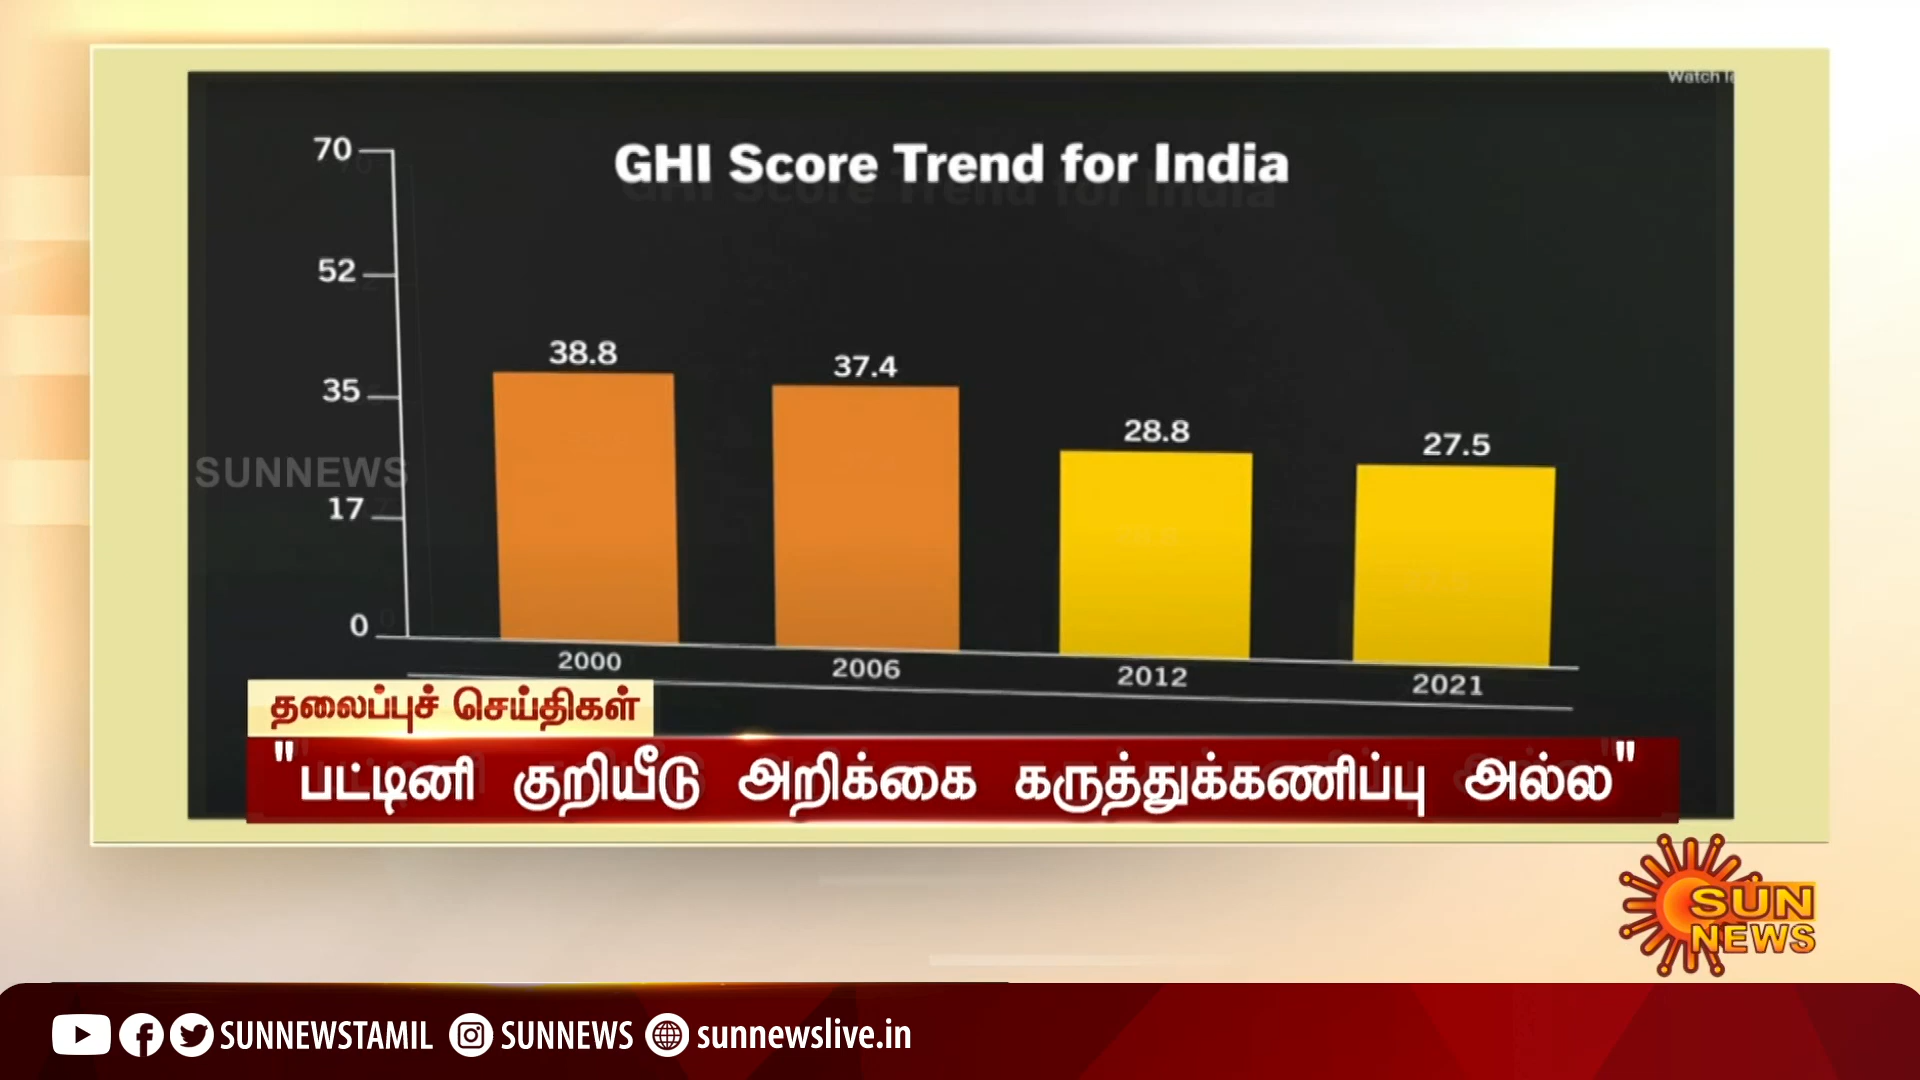 Watch
GHI Score Trend for India
70
52
35
17
0
38.8
37.4
28.8
27.5
2000
2006
2012
2021
SUNNEWS
தலைப்புச் செய்திகள்
"பட்டினி குறியீடு அறிக்கை கருத்துக்கணிப்பு அல்ல"
SUN
NEWS
SUNNEWSTAMIL SUNNEWS sunnewslive.in